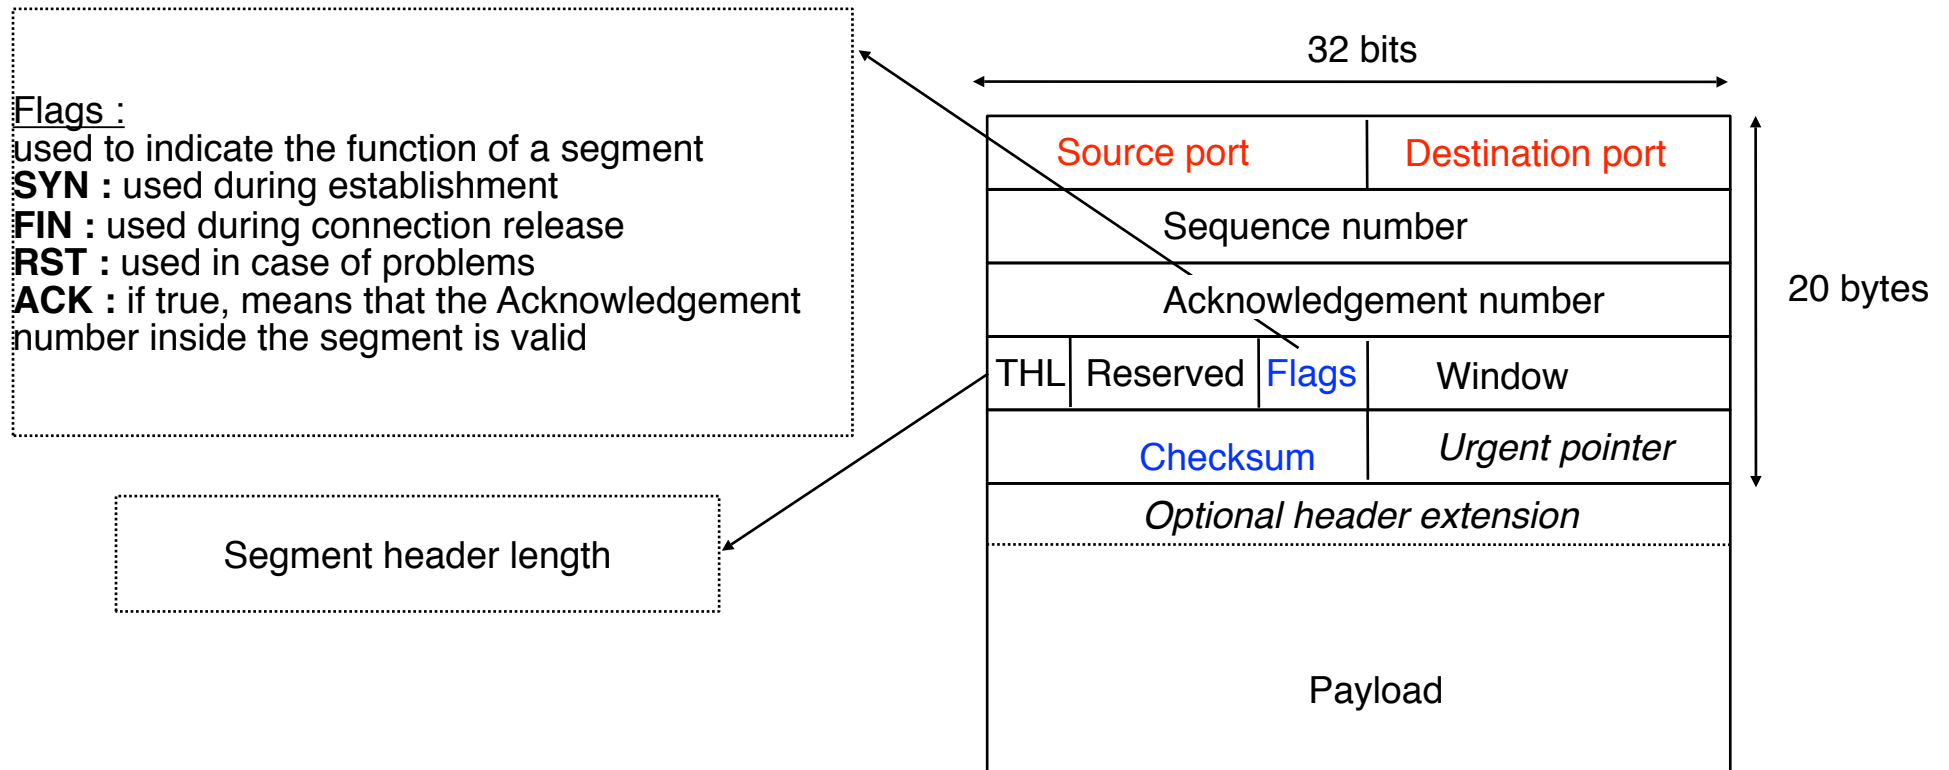 Flags :
used to indicate the function of a segment
SYN : used during establishment
FIN : used during connection release
RST : used in case of problems
ACK : if true, means that the Acknowledgement
number inside the segment is valid
Segment header length
32 bits
Source port
Destination port
Sequence number
Acknowledgement number
20 bytes
THL
Reserved
Flags
Window
Checksum
Urgent pointer
Optional header extension
Payload